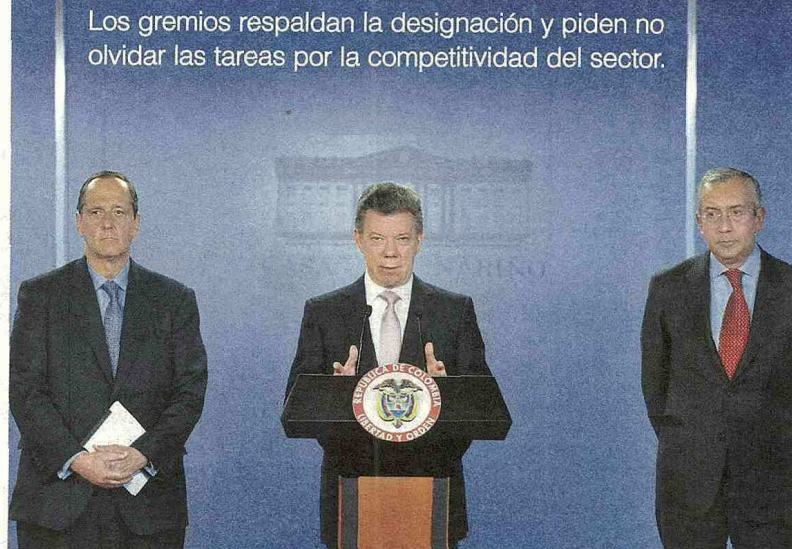 Los gremios respaldan la designación y piden no
olvidar las tareas por la competitividad del sector.
REPÚBLICA DE COLOMBIA
LIBERTAD Y ORDEN